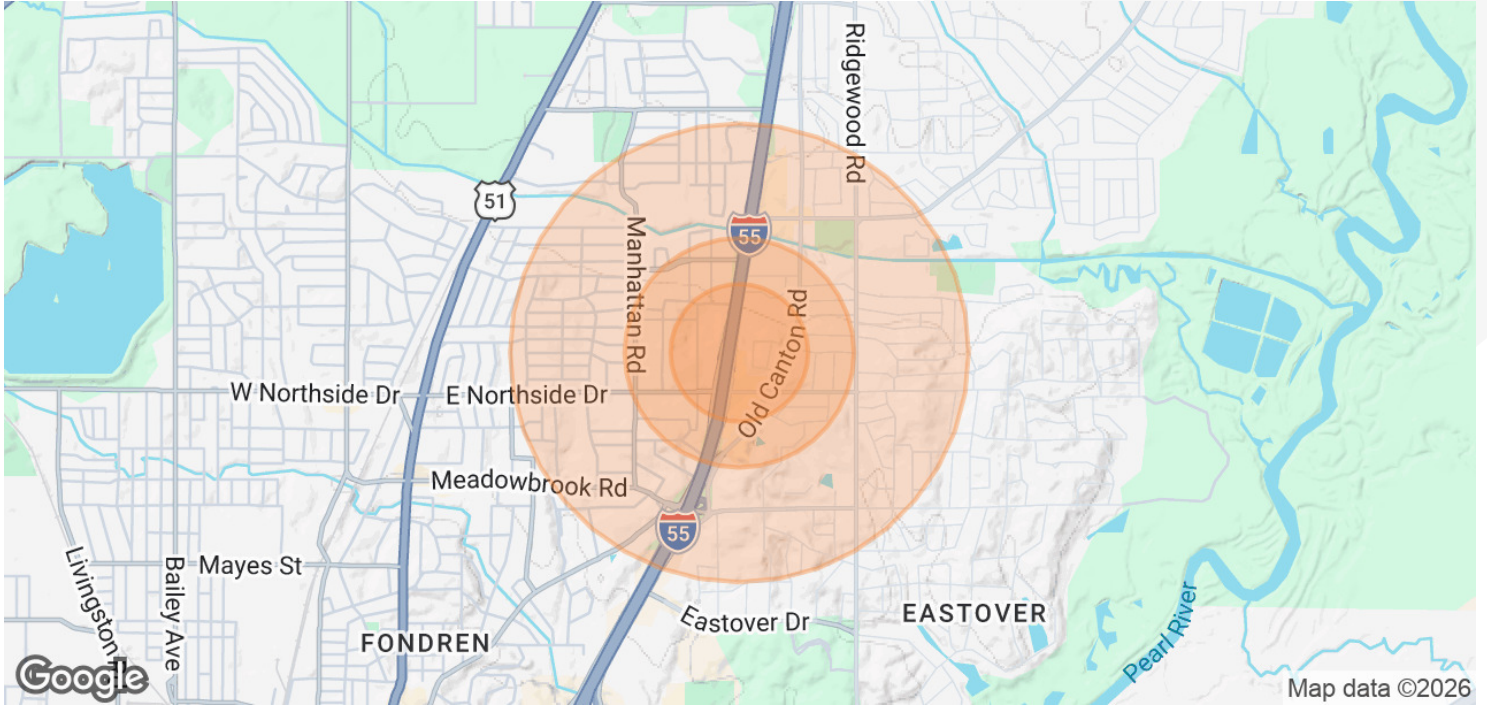 Ridgewood Rd
51
55
Manhattan Rd
Old Canton Rd
W Northside Dr
E Northside Dr
Meadowbrook Rd
55
Mayes St
Livingston
Bailey Ave
Eastover Dr
EASTOVER
FONDREN
Pearl River
Google
Map data ©2026